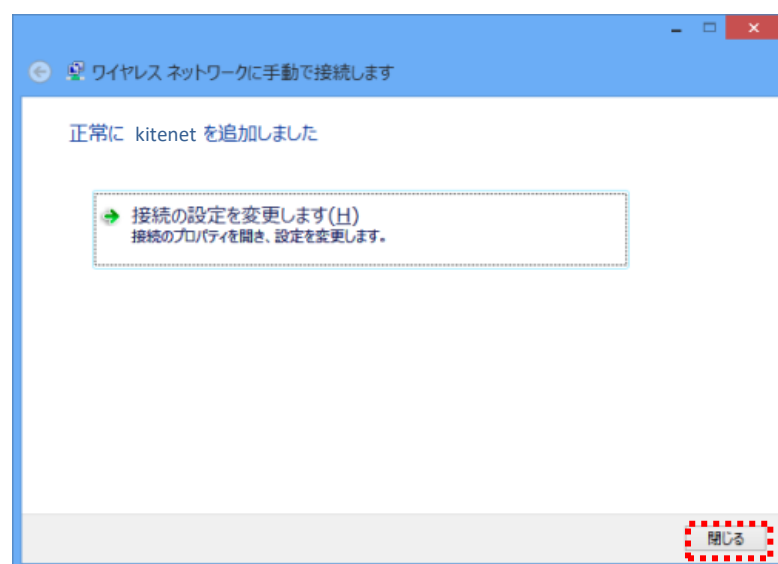 ワイヤレス ネットワークに手動で接続します
正常に kitenet を追加しました
接続の設定を変更します(H)
接続のプロパティを開き、設定を変更します。
閉じる